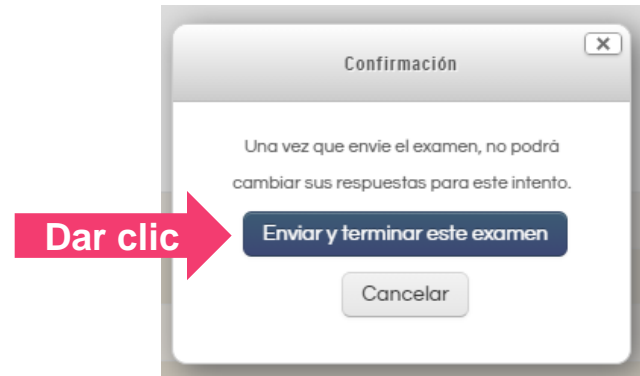 Confirmación
Una vez que envie el examen, no podrá
cambiar sus respuestas para este intento.
Dar clic
Enviar y terminar este examen
Cancelar